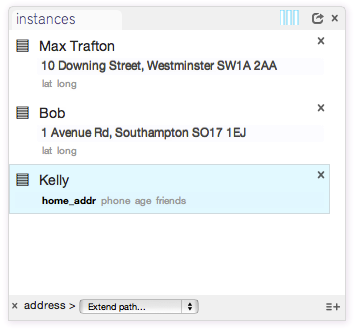 instances
Max Trafton
10 Downing Street, Westminster SW1A 2AA
lat long
Bob
1 Avenue Rd, Southampton SO17 1EJ
lat long
Kelly
home_addr phone age friends
× address > Extend path...